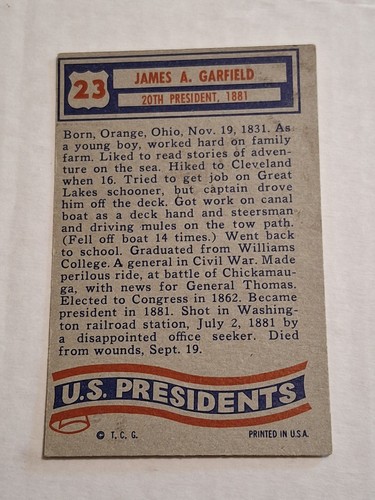 23
JAMES A. GARFIELD
20TH PRESIDENT, 1881
Born, Orange, Ohio, Nov. 19, 1831. As
a young boy, worked hard on family
farm. Liked to read stories of adven-
ture on the sea. Hiked to Cleveland
when 16. Tried to get job on Great
Lakes schooner, but captain drove
him off the deck. Got work on canal
boat as a deck hand and steersman
and driving mules on the tow path.
(Fell off boat 14 times.) Went back
to school. Graduated from Williams
College. A general in Civil War. Made
perilous ride, at battle of Chickamau-
ga, with news for General Thomas.
Elected to Congress in 1862. Became
president in 1881. Shot in Washing-
ton railroad station, July 2, 1881 by
a disappointed office seeker. Died
from wounds, Sept. 19.
U.S. PRESIDENTS
© T. C. G.
PRINTED IN U.S.A.